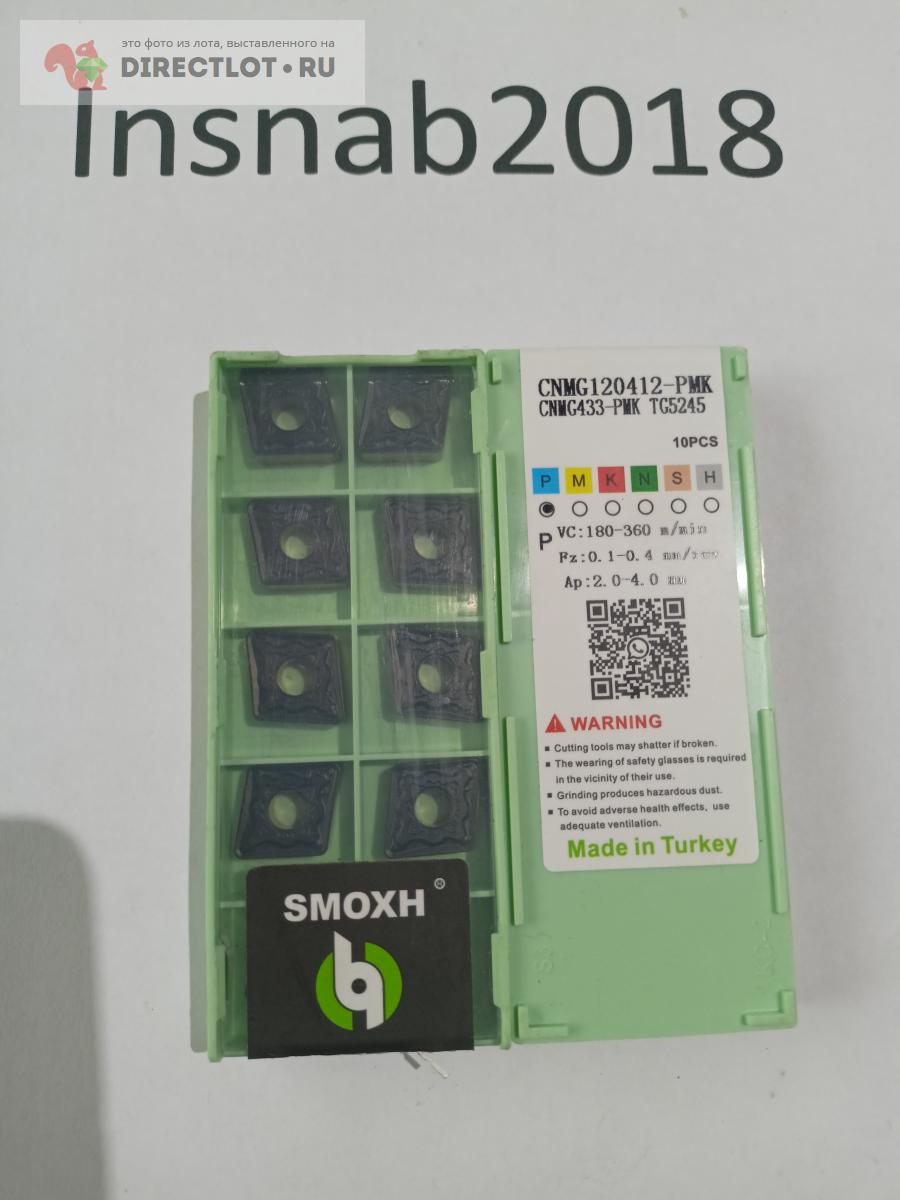 это фото из лота, выставленного на
DIRECTLOT.RU
Insnab2018
CNMG120412-PMK
CNMG433-PMK TG5245
10PCS
P M K N S H
P VC:180-360 m/min
Fz:0.1-0.4
Ap:2.0-4.0 mm
WARNING
▪ Cutting tools may shatter if broken.
▪ The wearing of safety glasses is required
in the vicinity of their use.
▪ Grinding produces hazardous dust.
▪ To avoid adverse health effects, use
adequate ventilation.
Made in Turkey
SMOXH ®